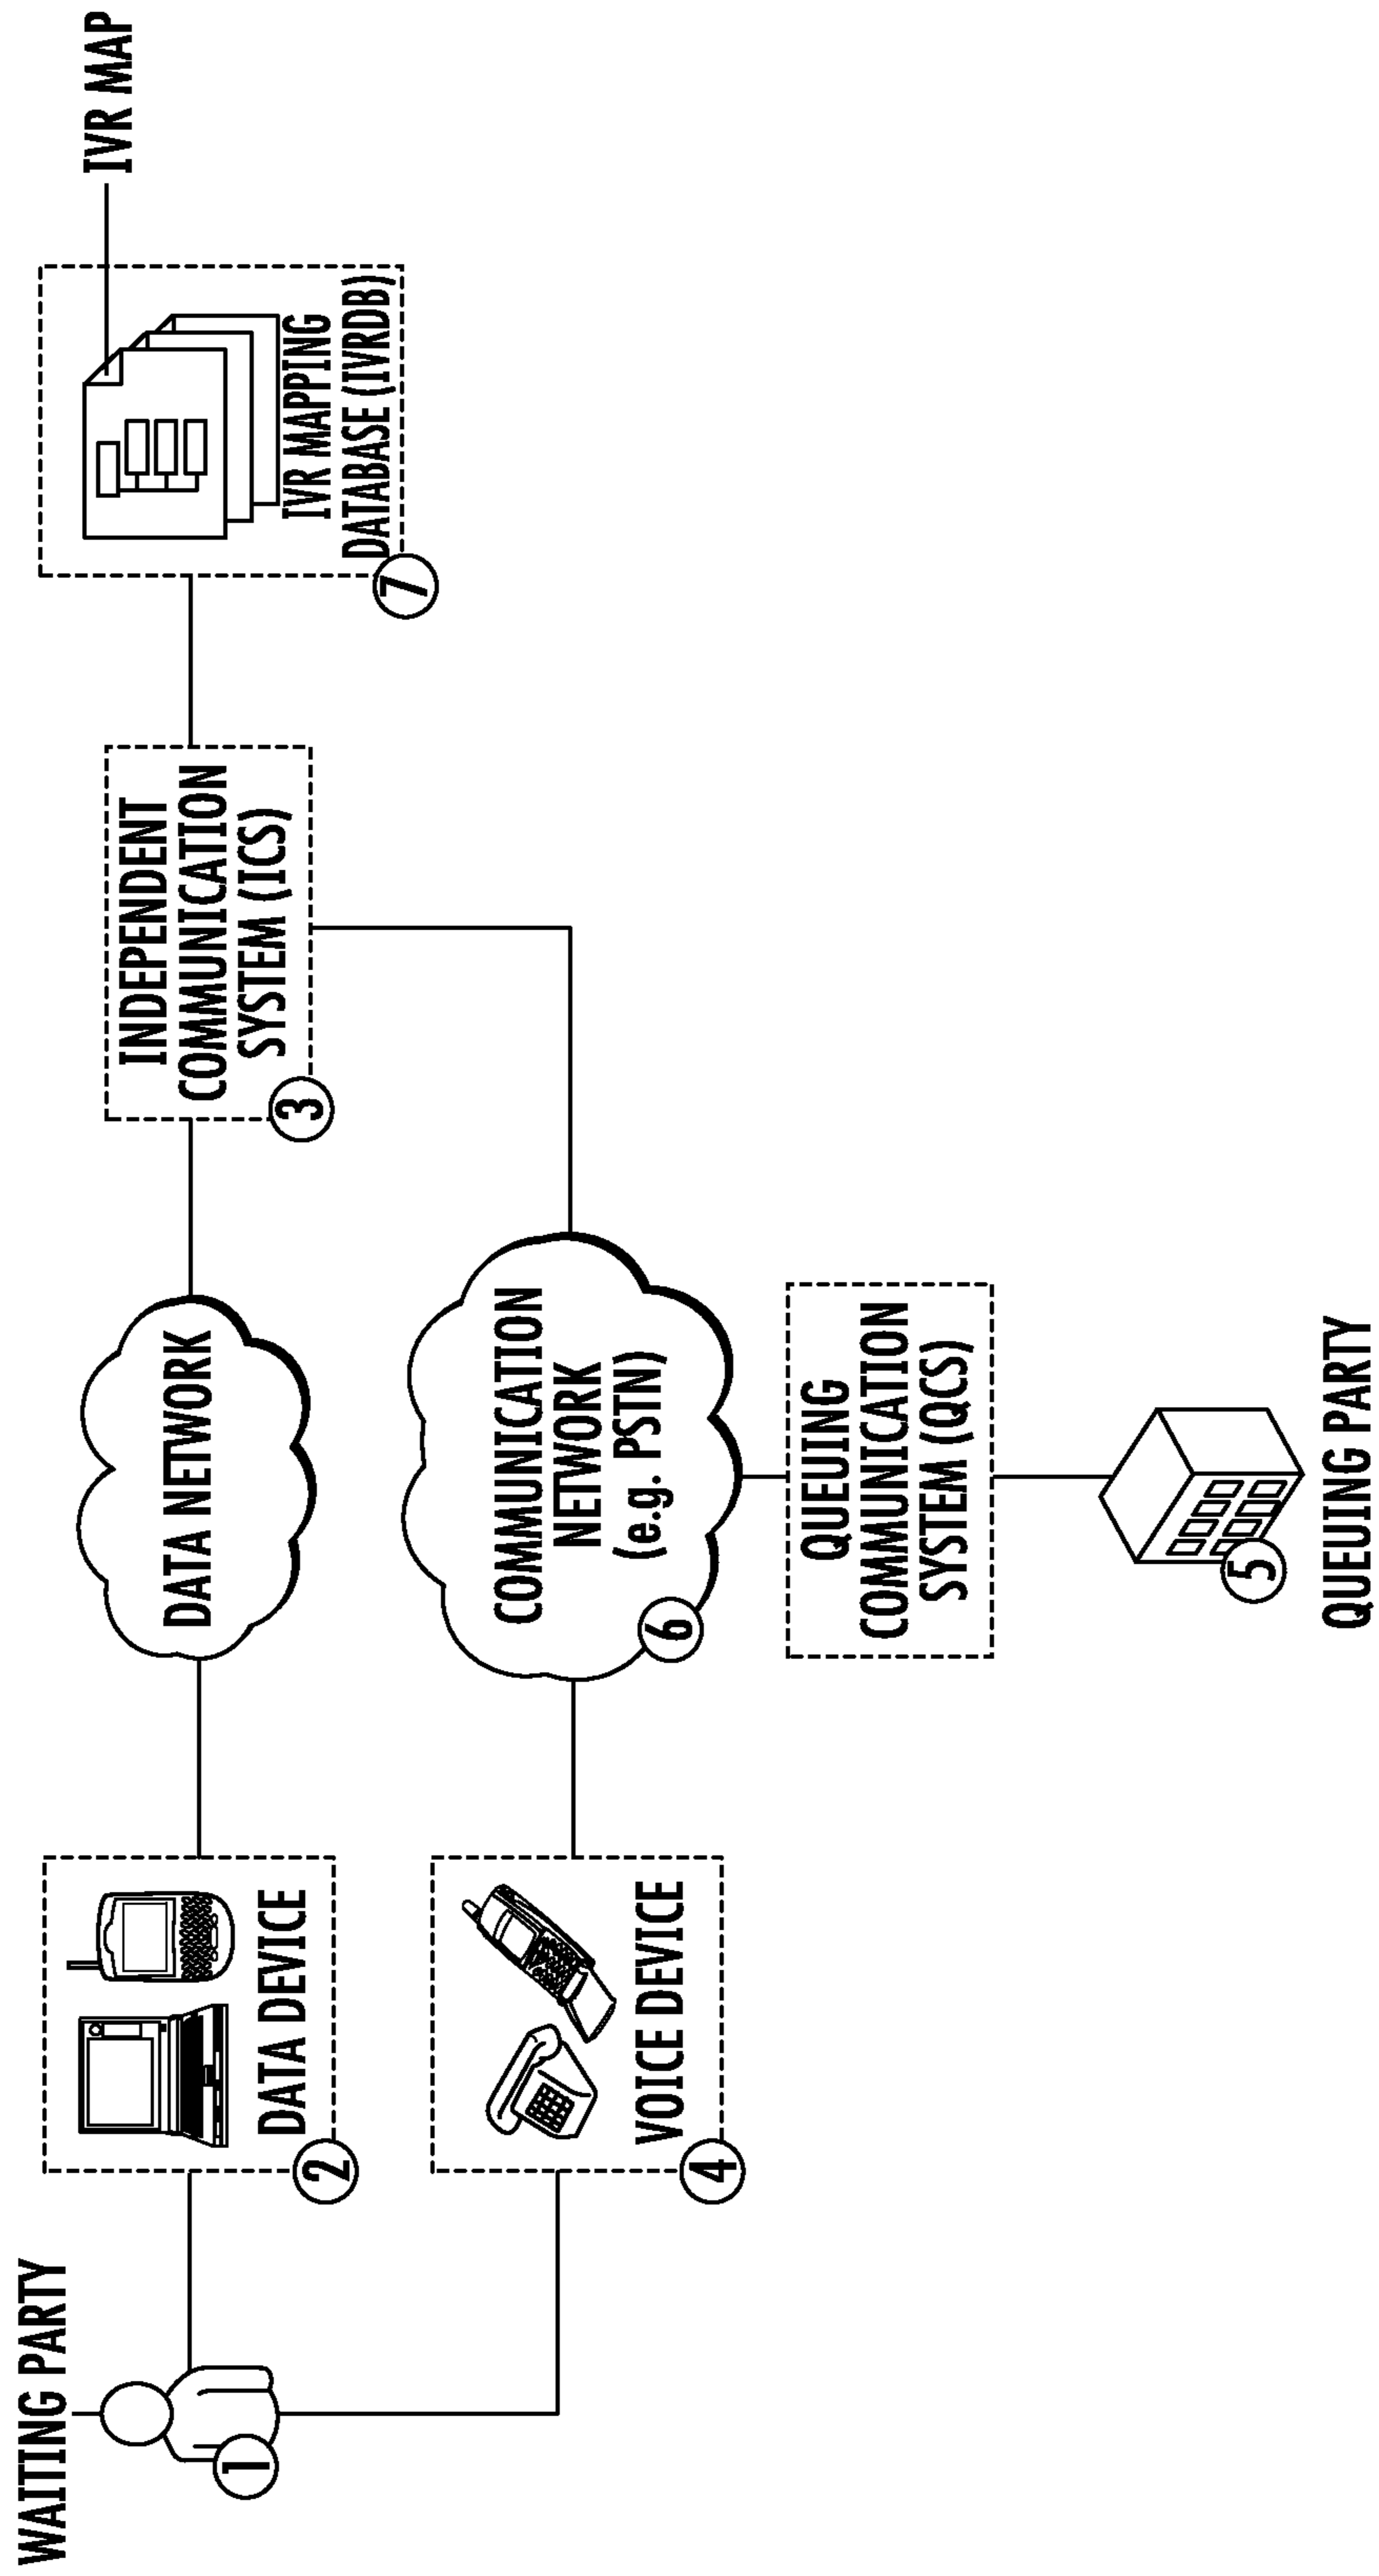 WAITING PARTY
1
DATA DEVICE
2
DATA NETWORK
INDEPENDENT
COMMUNICATION
SYSTEM (ICS)
3
IVR MAPPING
DATABASE (IVRDB)
7
IVR MAP
VOICE DEVICE
4
COMMUNICATION
NETWORK
(e.g. PSTN)
6
QUEUING
COMMUNICATION
SYSTEM (QCS)
5
QUEUING PARTY